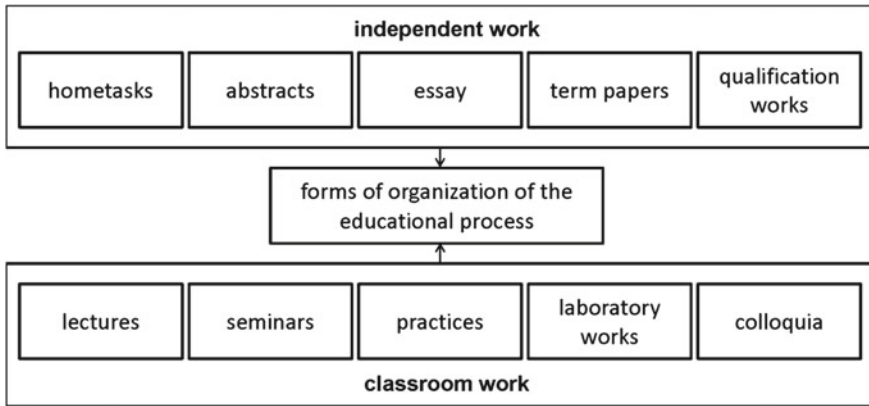 independent work
hometasks
abstracts
essay
term papers
qualification
works
forms of organization of the
educational process
lectures
seminars
practices
laboratory
works
colloquia
classroom work